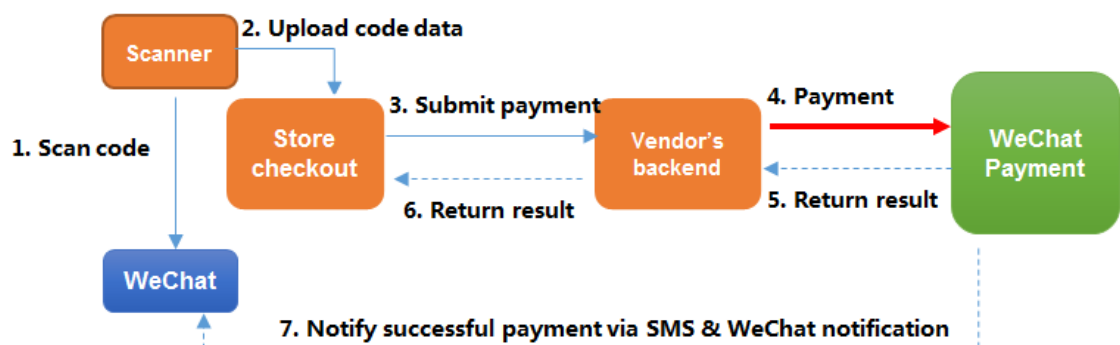 2. Upload code data
Scanner
3. Submit payment
4. Payment
1. Scan code
Store
checkout
Vendor's
backend
WeChat
Payment
6. Return result
5. Return result
WeChat
7. Notify successful payment via SMS & WeChat notification